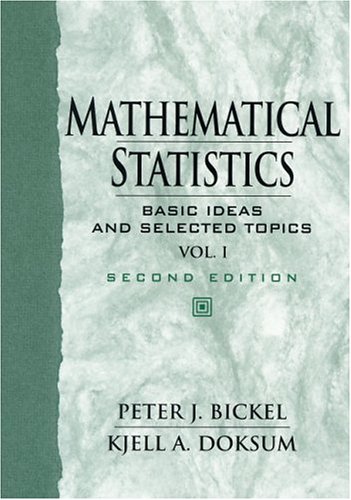 MATHEMATICAL
STATISTICS
BASIC IDEAS
AND SELECTED TOPICS
VOL. I
SECOND EDITION
PETER J. BICKEL
KJELL A. DOKSUM